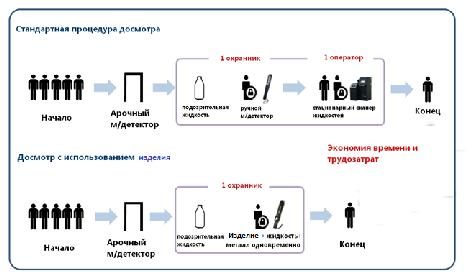 Стандартная процедура досмотра
1 охранник
1 оператор
Начало
Арочный
м/детектор
подозрительная
жидкость
ручной
м/детектор
стационарный сканер
жидкостей
Конец
Экономия времени и
трудозатрат
Досмотр с использованием изделия
1 охранник
Начало
Арочный
м/детектор
подозрительная
жидкость
Изделие - жидкость+
металл одновременно
Конец